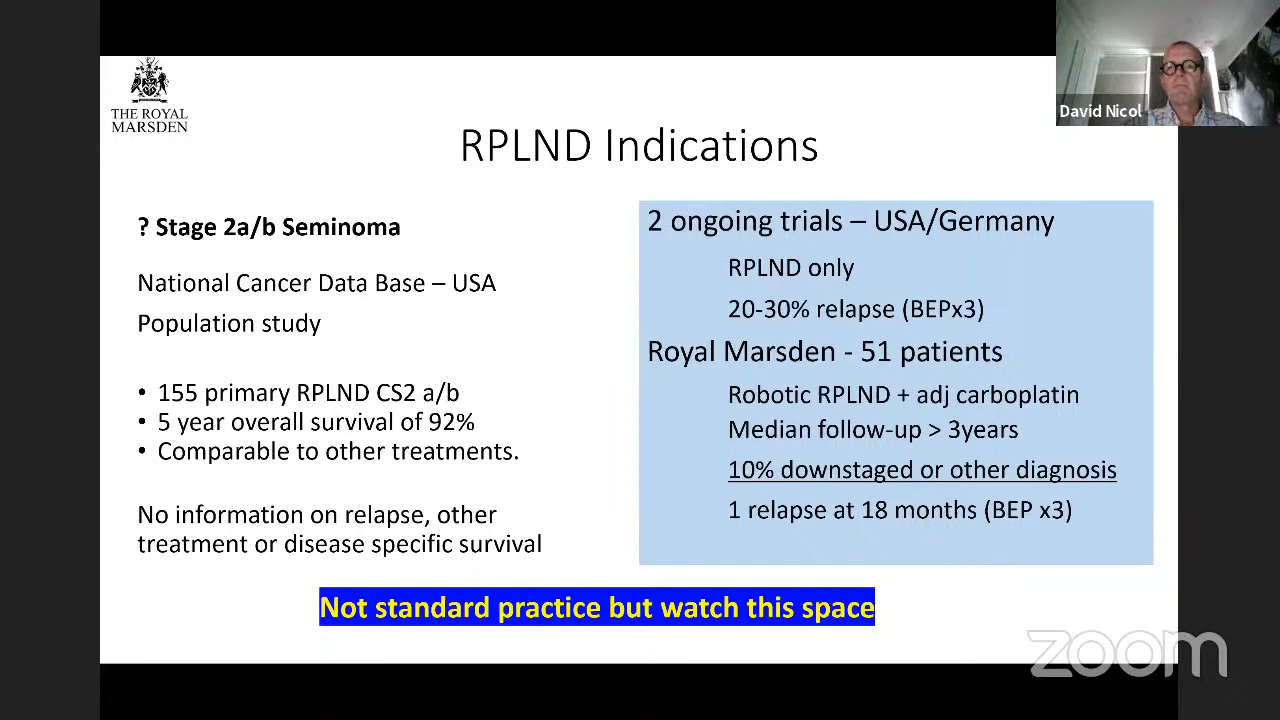 THE ROYAL
MARSDEN
David Nicol
RPLND Indications
? Stage 2a/b Seminoma
National Cancer Data Base – USA
Population study
• 155 primary RPLND CS2 a/b
• 5 year overall survival of 92%
• Comparable to other treatments.
No information on relapse, other
treatment or disease specific survival
2 ongoing trials – USA/Germany
RPLND only
20-30% relapse (BEPx3)
Royal Marsden - 51 patients
Robotic RPLND + adj carboplatin
Median follow-up > 3years
10% downstaged or other diagnosis
1 relapse at 18 months (BEP x3)
Not standard practice but watch this space
zoom